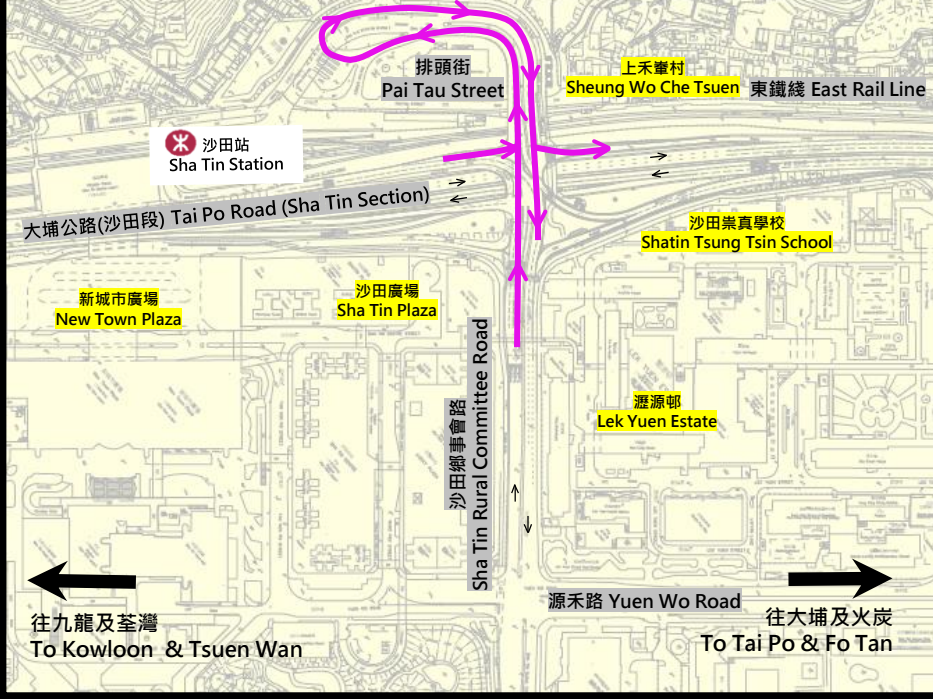 排頭街
Pai Tau Street
上禾輋村
Sheung Wo Che Tsuen
東鐵綫 East Rail Line
沙田站
Sha Tin Station
大埔公路(沙田段) Tai Po Road (Sha Tin Section)
沙田崇真學校
Shatin Tsung Tsin School
新城市廣場
New Town Plaza
沙田廣場
Sha Tin Plaza
沙田鄉事會路
Sha Tin Rural Committee Road
瀝源邨
Lek Yuen Estate
源禾路 Yuen Wo Road
往九龍及荃灣
To Kowloon & Tsuen Wan
往大埔及火炭
To Tai Po & Fo Tan